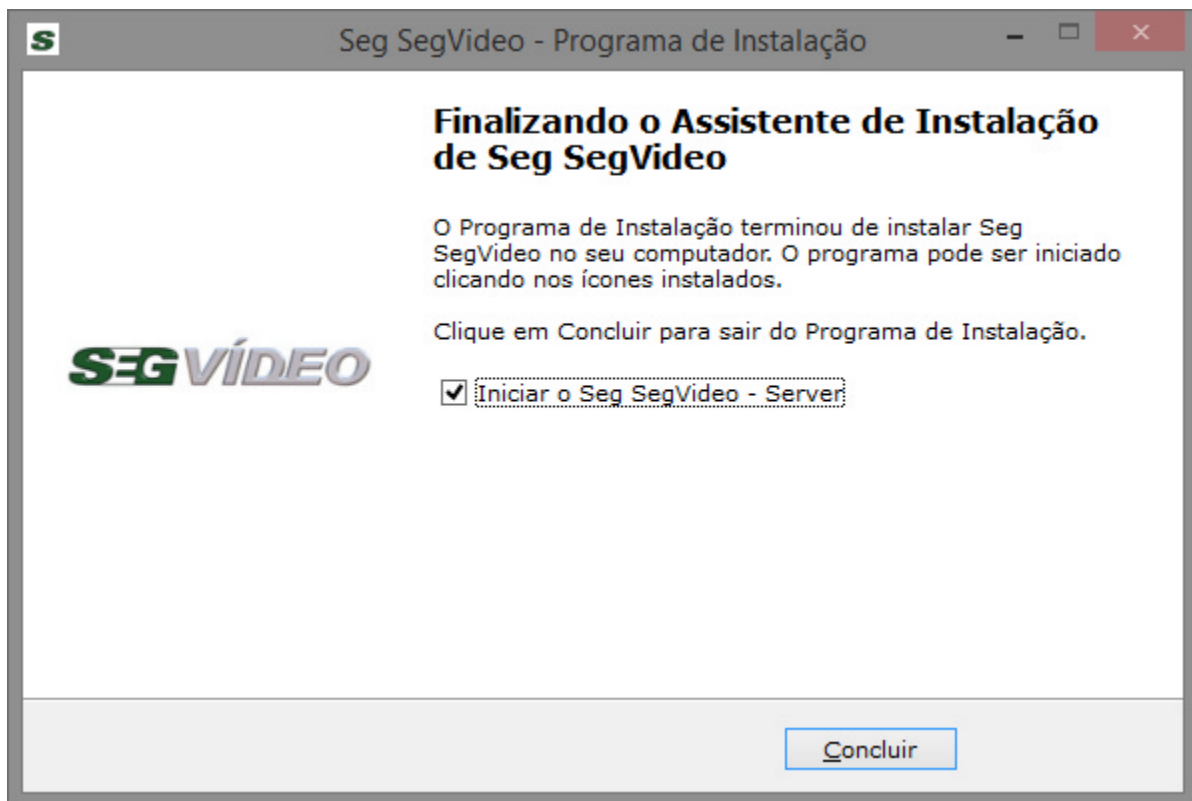 S
Seg SegVideo - Programa de Instalação
Finalizando o Assistente de Instalação
de Seg SegVideo
O Programa de Instalação terminou de instalar Seg
SegVideo no seu computador. O programa pode ser iniciado
clicando nos ícones instalados.
Clique em Concluir para sair do Programa de Instalação.
SEGVÍDEO
Iniciar o Seg SegVideo - Server
Concluir